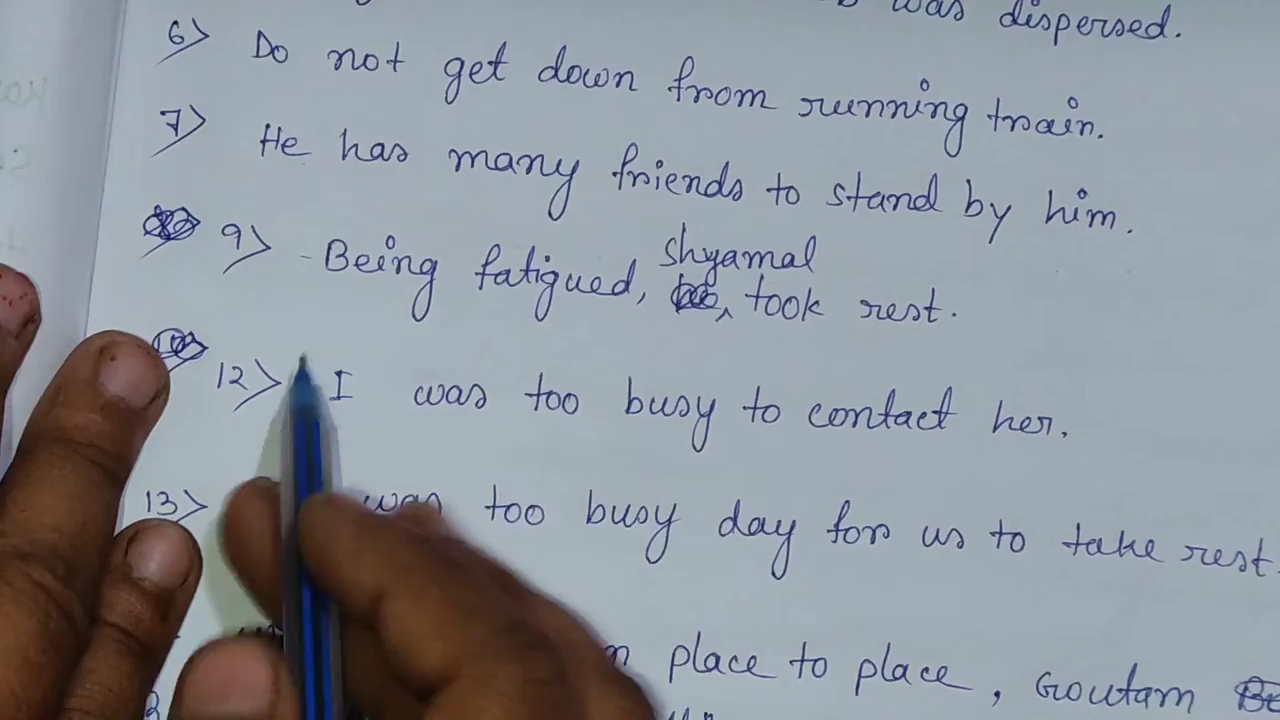 was dispersed.
6> Do not get down from running train.
7> He has many friends to stand by him.
9> Being fatigued, shyamal took rest.
12> I was too busy to contact her.
13> was too busy day for us to take rest.
place to place, Goutam